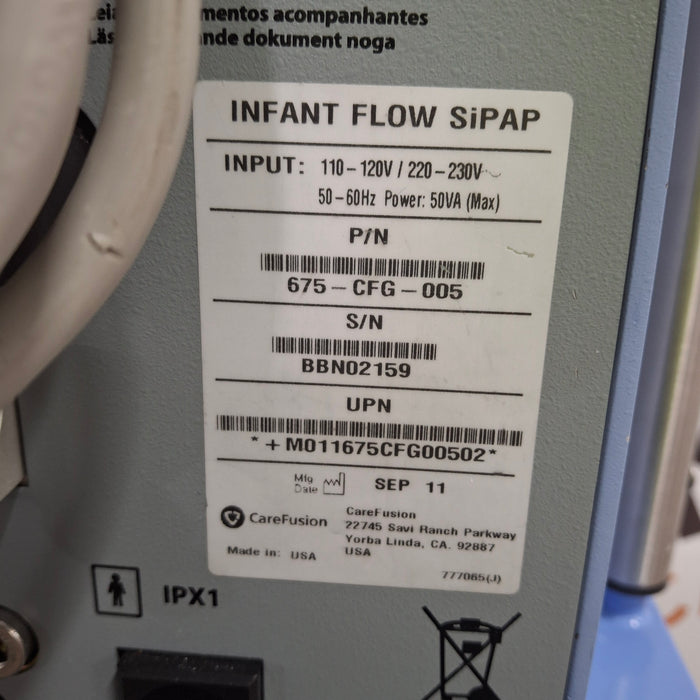 mentos acompanhantes
nde dokument noga
INFANT FLOW SiPAP
INPUT: 110-120V / 220-230V~
50-60Hz Power: 50VA (Max)
P/N
675-CFG-005
S/N
BBN02159
UPN
*+M011675CFG00502*
Mfg Date SEP 11
CareFusion
CareFusion
22745 Savi Ranch Parkway
Yorba Linda, CA. 92887
USA
Made in: USA
777065(J)
IPX1